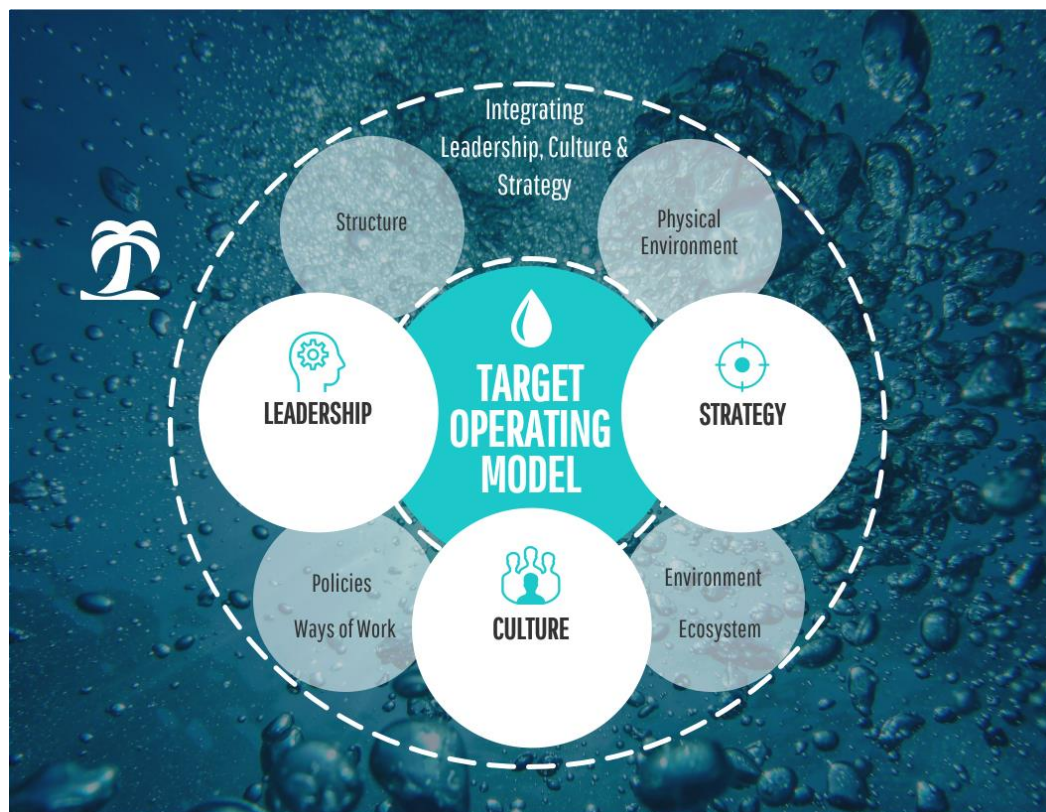 Integrating
Leadership, Culture &
Strategy
Structure
Physical
Environment
TARGET
OPERATING
MODEL
LEADERSHIP
STRATEGY
Policies
Ways of Work
CULTURE
Environment
Ecosystem